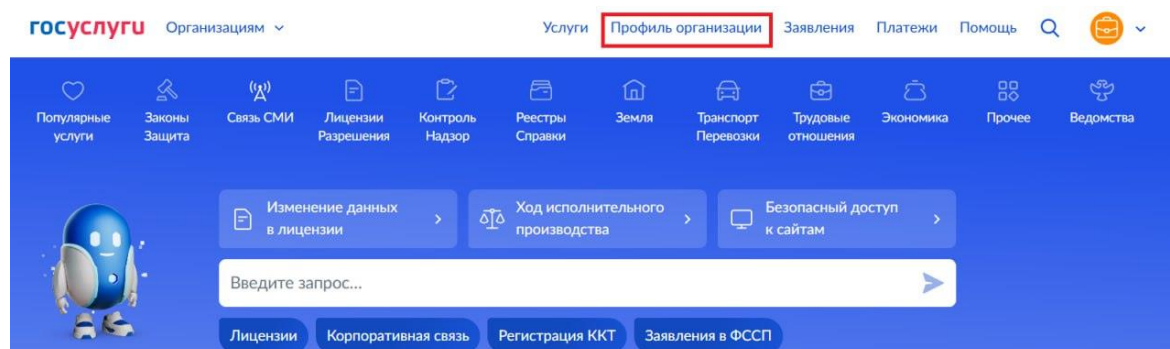 госуслуги Организациям Услуги Профиль организации Заявления Платежи Помощь
Популярные услуги
Законы Защита
Связь СМИ
Лицензии Разрешения
Контроль Надзор
Реестры Справки
Земля
Транспорт Перевозки
Трудовые отношения
Экономика
Прочее
Ведомства
Изменение данных
в лицензии
Ход исполнительного
производства
Безопасный доступ
к сайтам
Введите запрос...
Лицензии Корпоративная связь Регистрация ККТ Заявления в ФССП